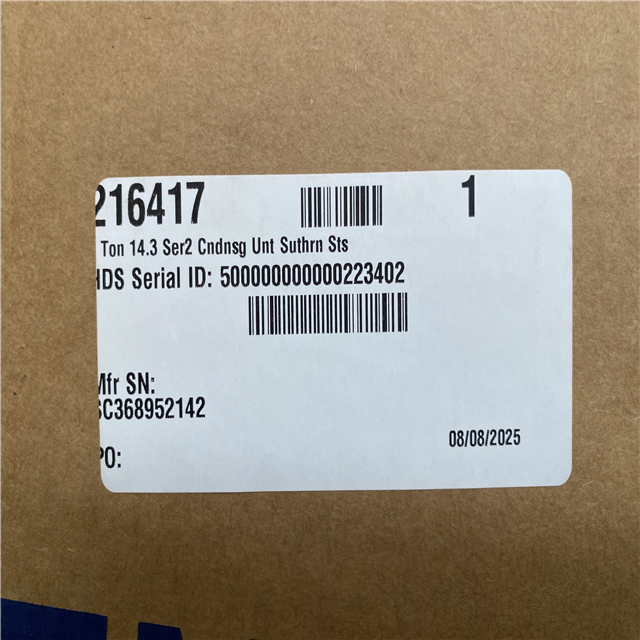 216417 1
Ton 14.3 Ser2 Cndnsg Unt Suthrn Sts
HDS Serial ID: 500000000000223402
Mfr SN:
SC368952142
PO:
08/08/2025